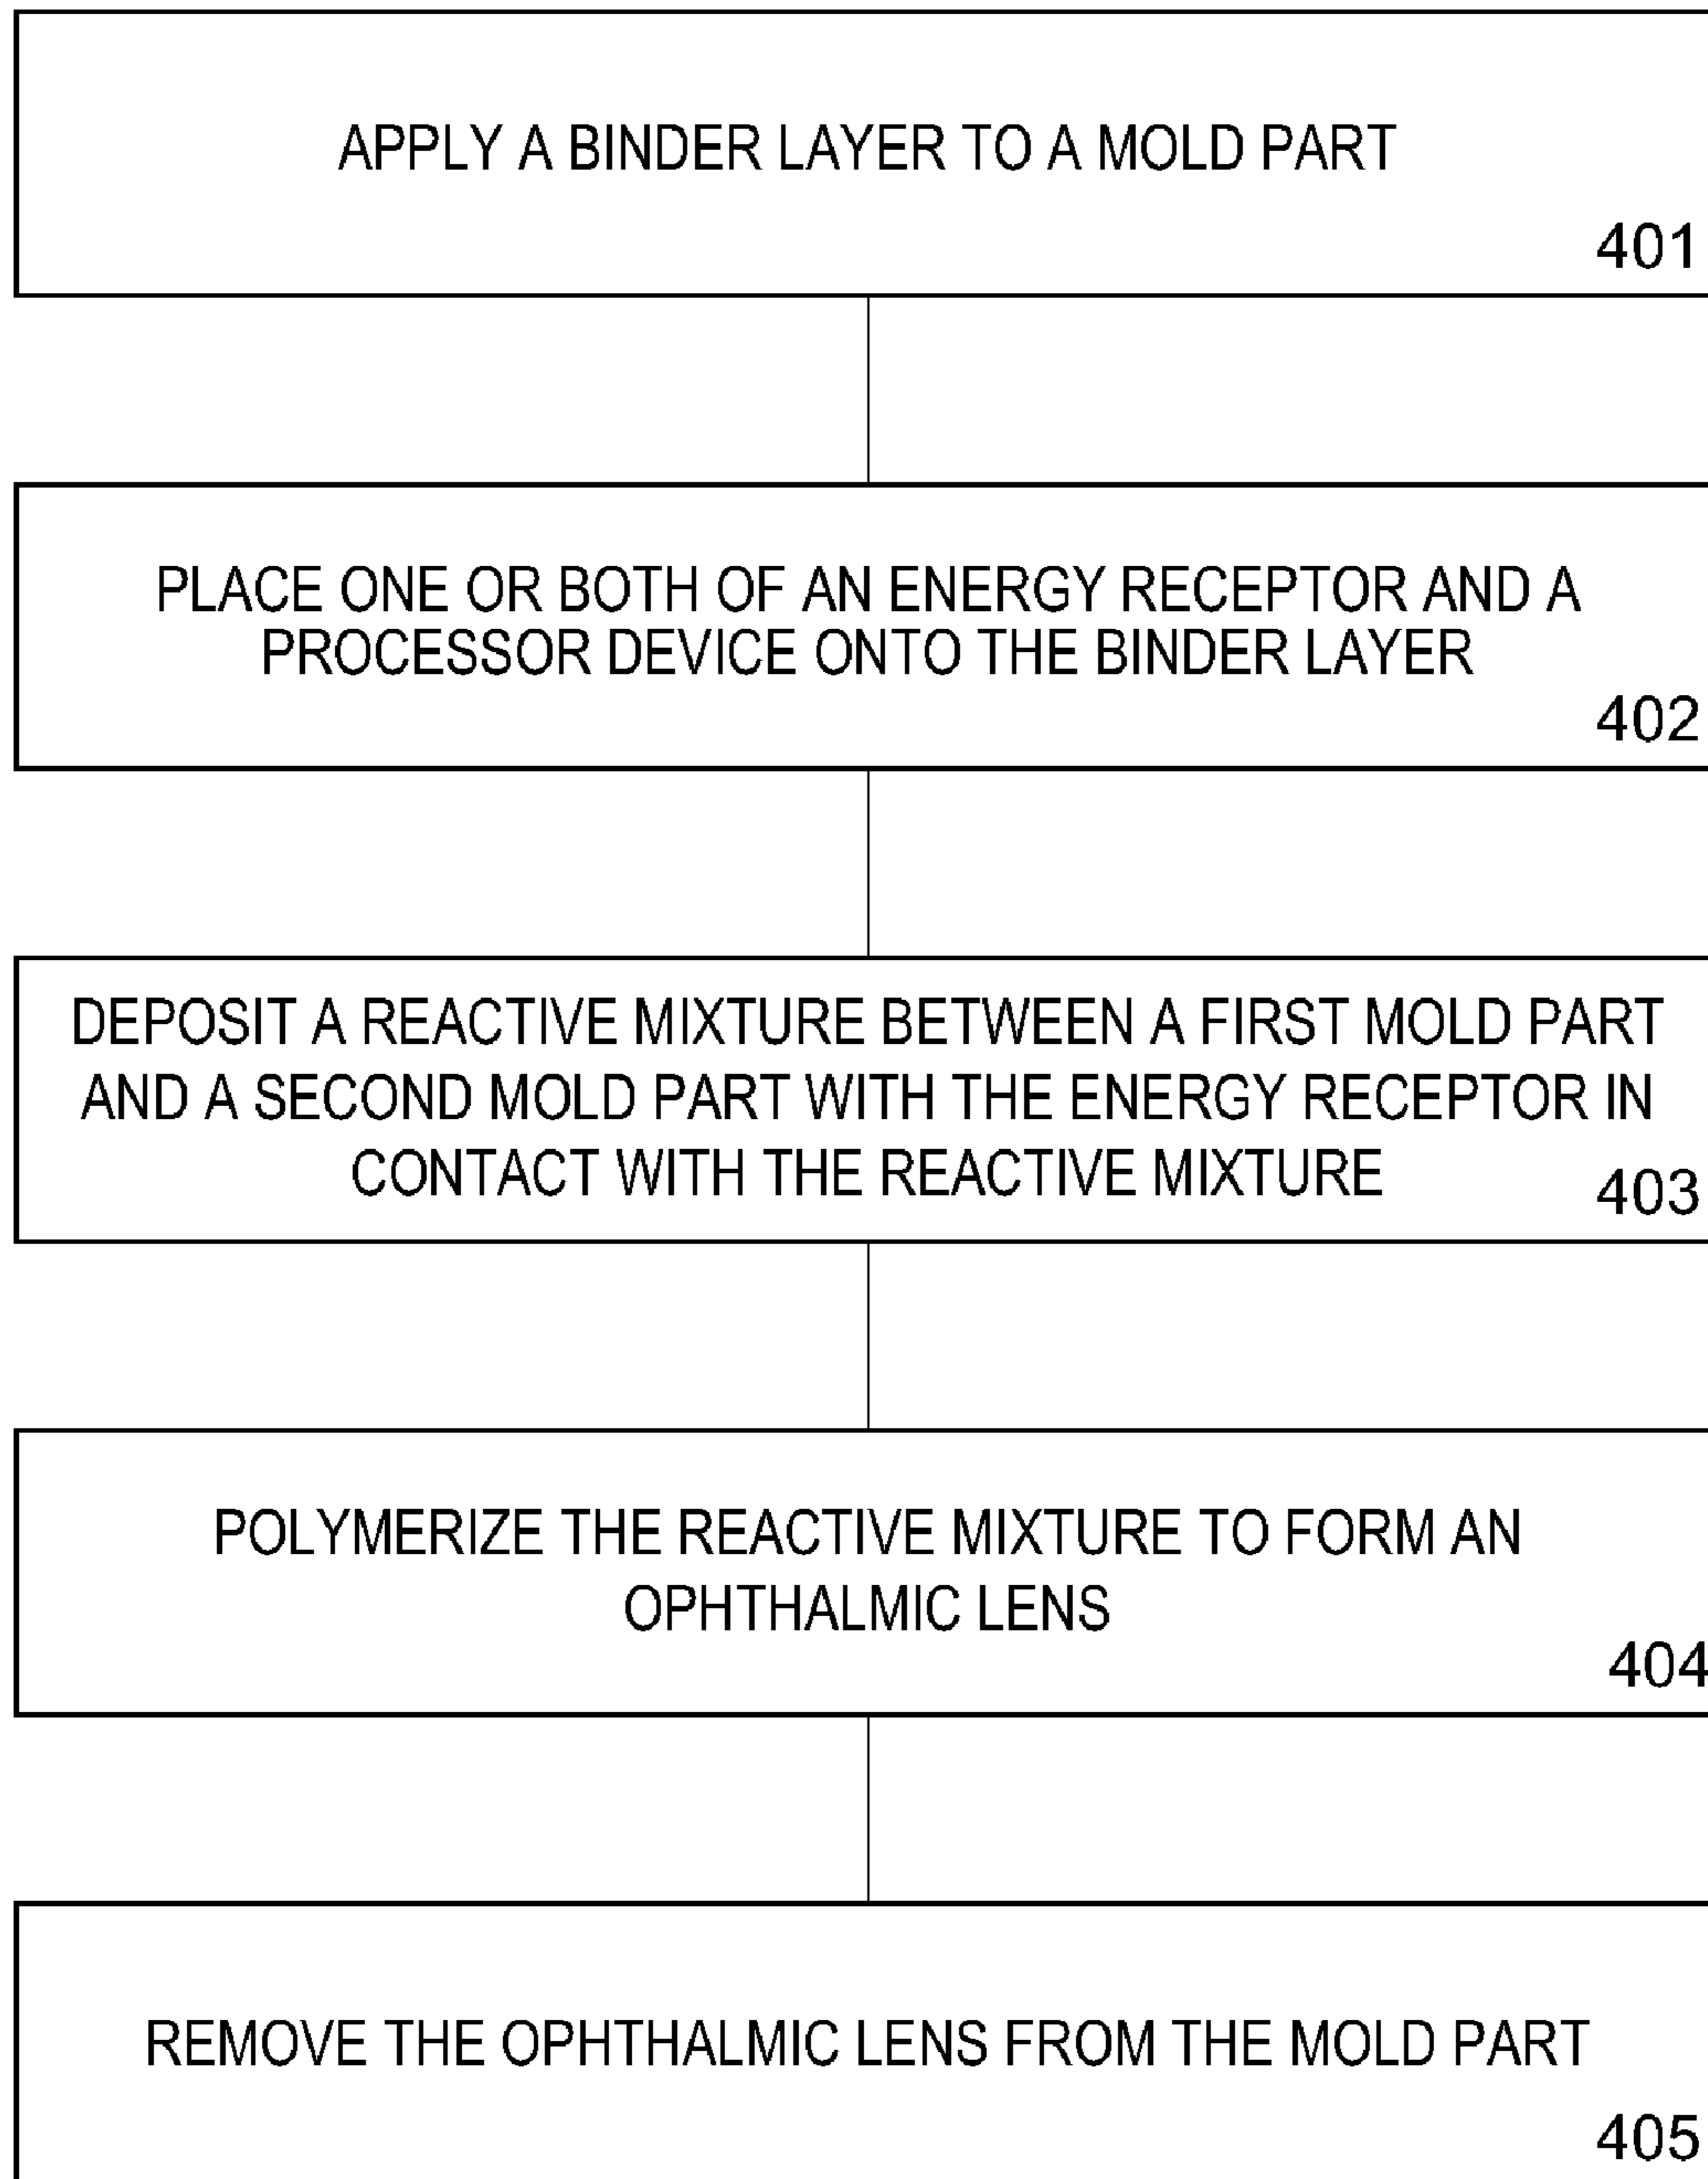 APPLY A BINDER LAYER TO A MOLD PART
401
PLACE ONE OR BOTH OF AN ENERGY RECEPTOR AND A
PROCESSOR DEVICE ONTO THE BINDER LAYER
402
DEPOSIT A REACTIVE MIXTURE BETWEEN A FIRST MOLD PART
AND A SECOND MOLD PART WITH THE ENERGY RECEPTOR IN
CONTACT WITH THE REACTIVE MIXTURE
403
POLYMERIZE THE REACTIVE MIXTURE TO FORM AN
OPHTHALMIC LENS
404
REMOVE THE OPHTHALMIC LENS FROM THE MOLD PART
405